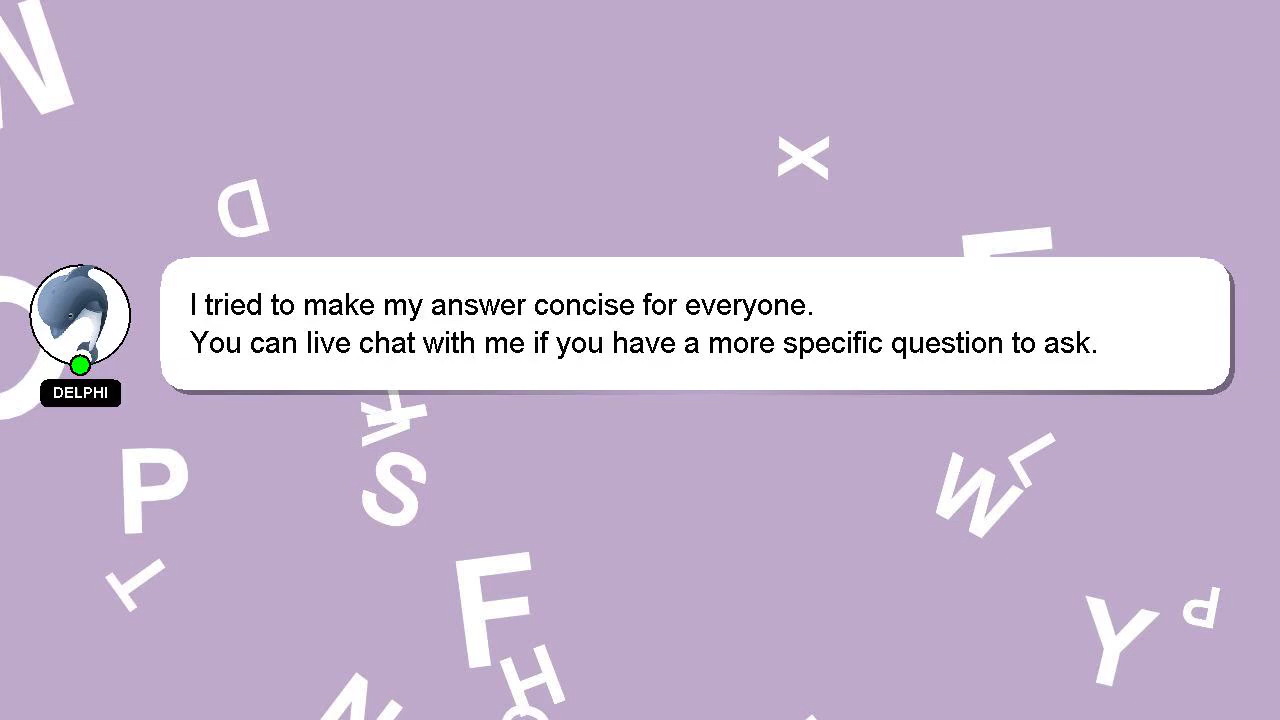 N
D
X
I tried to make my answer concise for everyone.
You can live chat with me if you have a more specific question to ask.
DELPHI
P
S
L
W
T
F
Y
P
H
N